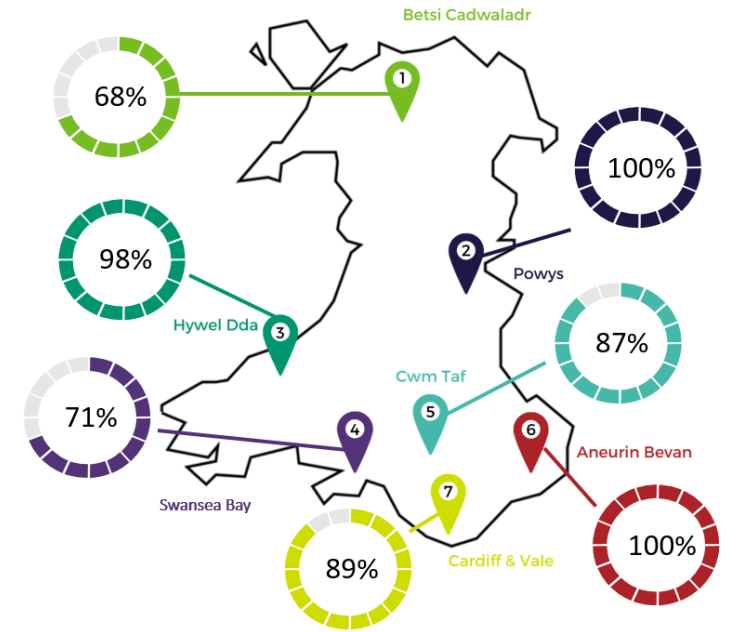 Betsi Cadwaladr
1
68%
100%
2
Powys
98%
Hywel Dda
3
87%
Cwm Taf
5
71%
4
6
Aneurin Bevan
Swansea Bay
7
89%
Cardiff & Vale
100%